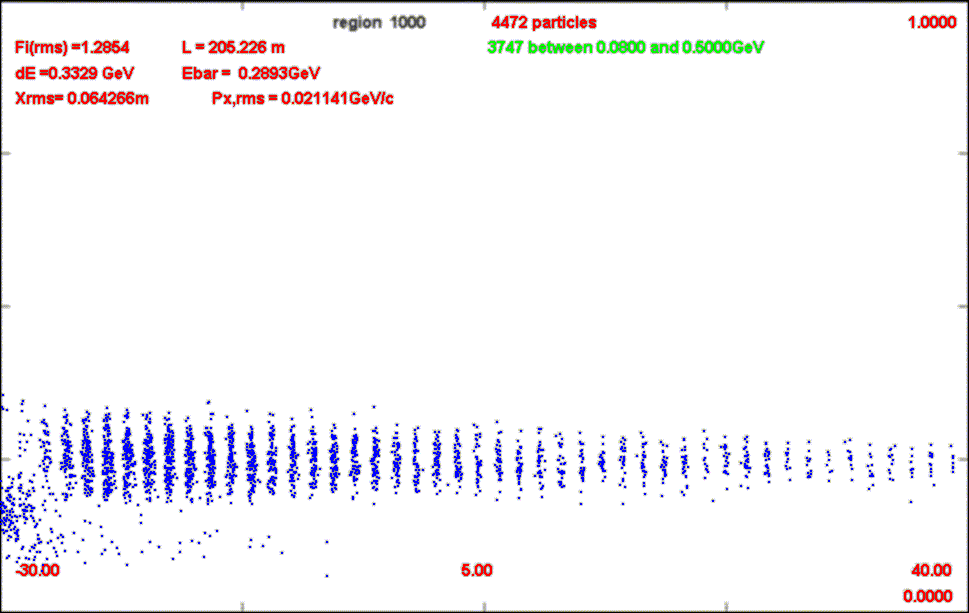 region 1000 4472 particles 1.0000
Fi(rms) =1.2854 L = 205.226 m 3747 between 0.0800 and 0.5000GeV
dE =0.3329 GeV Ebar = 0.2893GeV
Xrms= 0.064266m Px,rms = 0.021141GeV/c
-30.00 5.00 40.00
0.0000